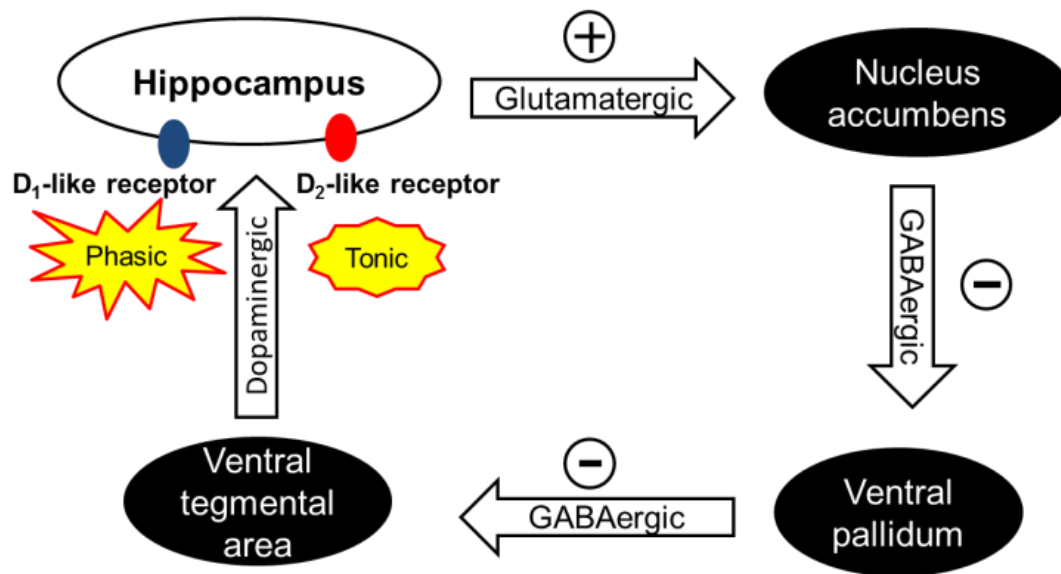 Hippocampus
Glutamatergic
+
Nucleus
accumbens
D₁-like receptor
D₂-like receptor
Phasic
Tonic
Dopaminergic
GABAergic
−
Ventral
tegmental
area
−
GABAergic
Ventral
pallidum